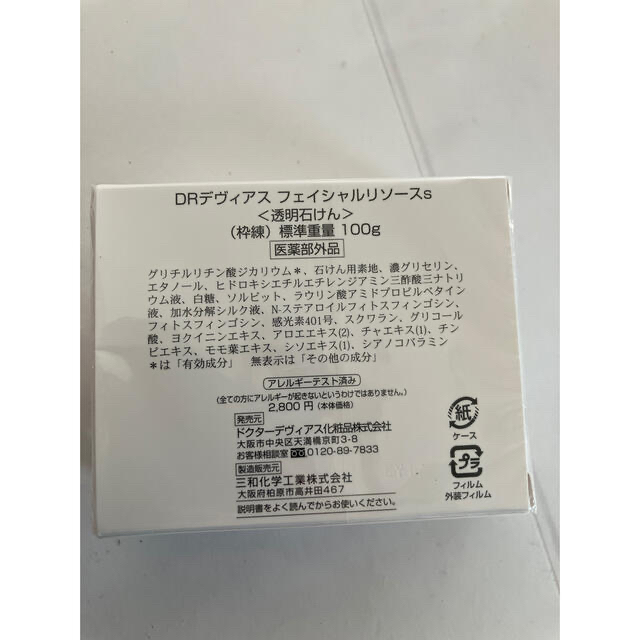 DRデヴィアス フェイシャルリソースs
＜透明石けん＞
（枠練）標準重量 100g
医薬部外品
グリチルリチン酸ジカリウム＊、石けん用素地、濃グリセリン、
エタノール、ヒドロキシエチルエチレンジアミン三酢酸三ナトリ
ウム液、白糖、ソルビット、ラウリン酸アミドプロピルベタイン
液、加水分解シルク液、N-ステアロイルフィトスフィンゴシン、
フィトスフィンゴシン、感光素401号、スクワラン、グリコール
酸、ヨクイニンエキス、アロエエキス(2)、チャエキス(1)、チン
ピエキス、モモ葉エキス、シソエキス(1)、シアノコバラミン
＊は「有効成分」 無表示は「その他の成分」
アレルギーテスト済み
（全ての方にアレルギーが起きないというわけではありません。）
2,800円（本体価格）
発売元
ドクターデヴィアス化粧品株式会社
大阪市中央区天満橋京町3-8
お客様相談室 0120-89-7833
製造販売元
三和化学工業株式会社
大阪府柏原市高井田467
説明書をよく読んでからお使いください。
紙
ケース
プラ
フィルム
外装フィルム